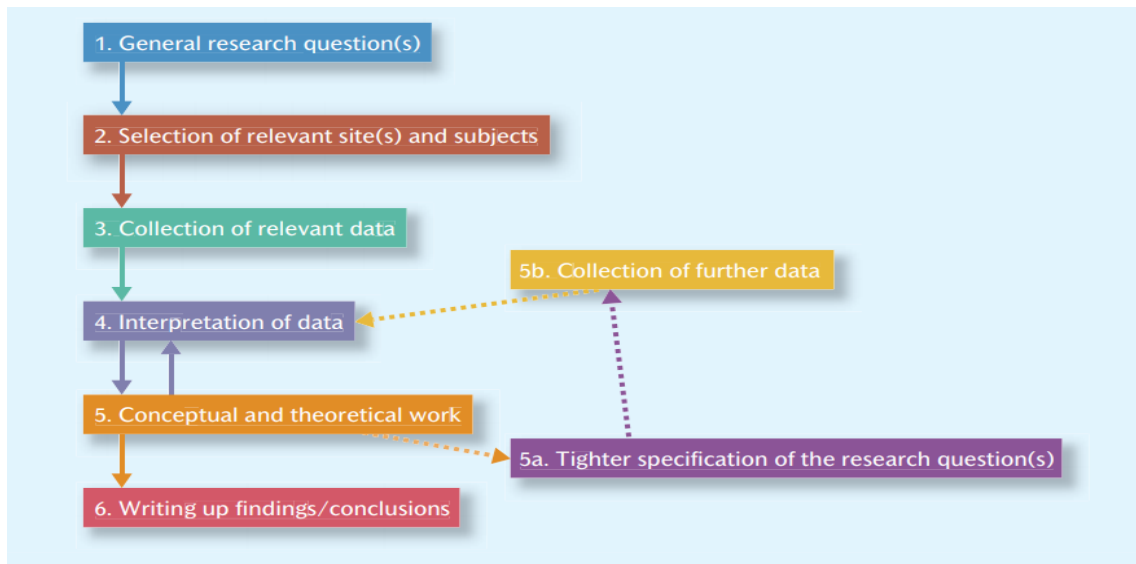 1. General research question(s)
2. Selection of relevant site(s) and subjects
3. Collection of relevant data
5b. Collection of further data
4. Interpretation of data
5. Conceptual and theoretical work
5a. Tighter specification of the research question(s)
6. Writing up findings/conclusions